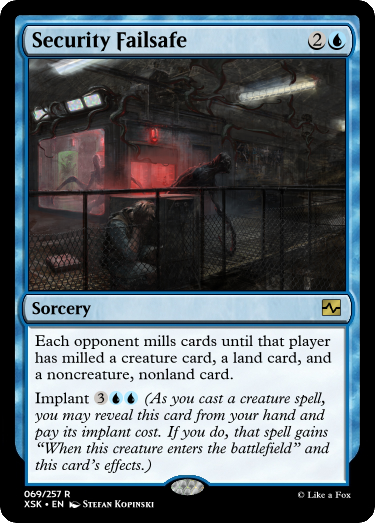 Security Failsafe 2
Sorcery
Each opponent mills cards until that player
has milled a creature card, a land card, and
a noncreature, nonland card.
Implant 3 (As you cast a creature spell,
you may reveal this card from your hand and
pay its implant cost. If you do, that spell gains
“When this creature enters the battlefield” and
this card’s effects.)
069/257 R
XSK • EN Stefan Kopinski
© Like a Fox